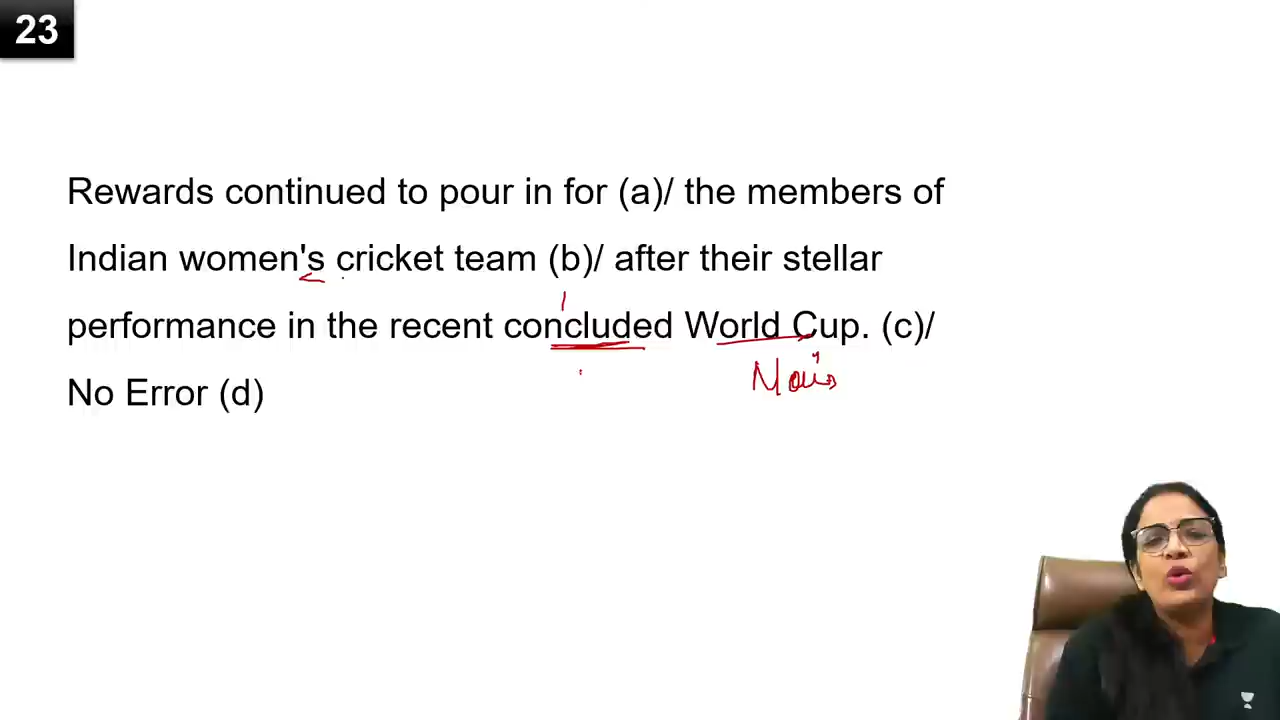 23
Rewards continued to pour in for (a)/ the members of
Indian women's cricket team (b)/ after their stellar
performance in the recent concluded World Cup. (c)/
No Error (d)